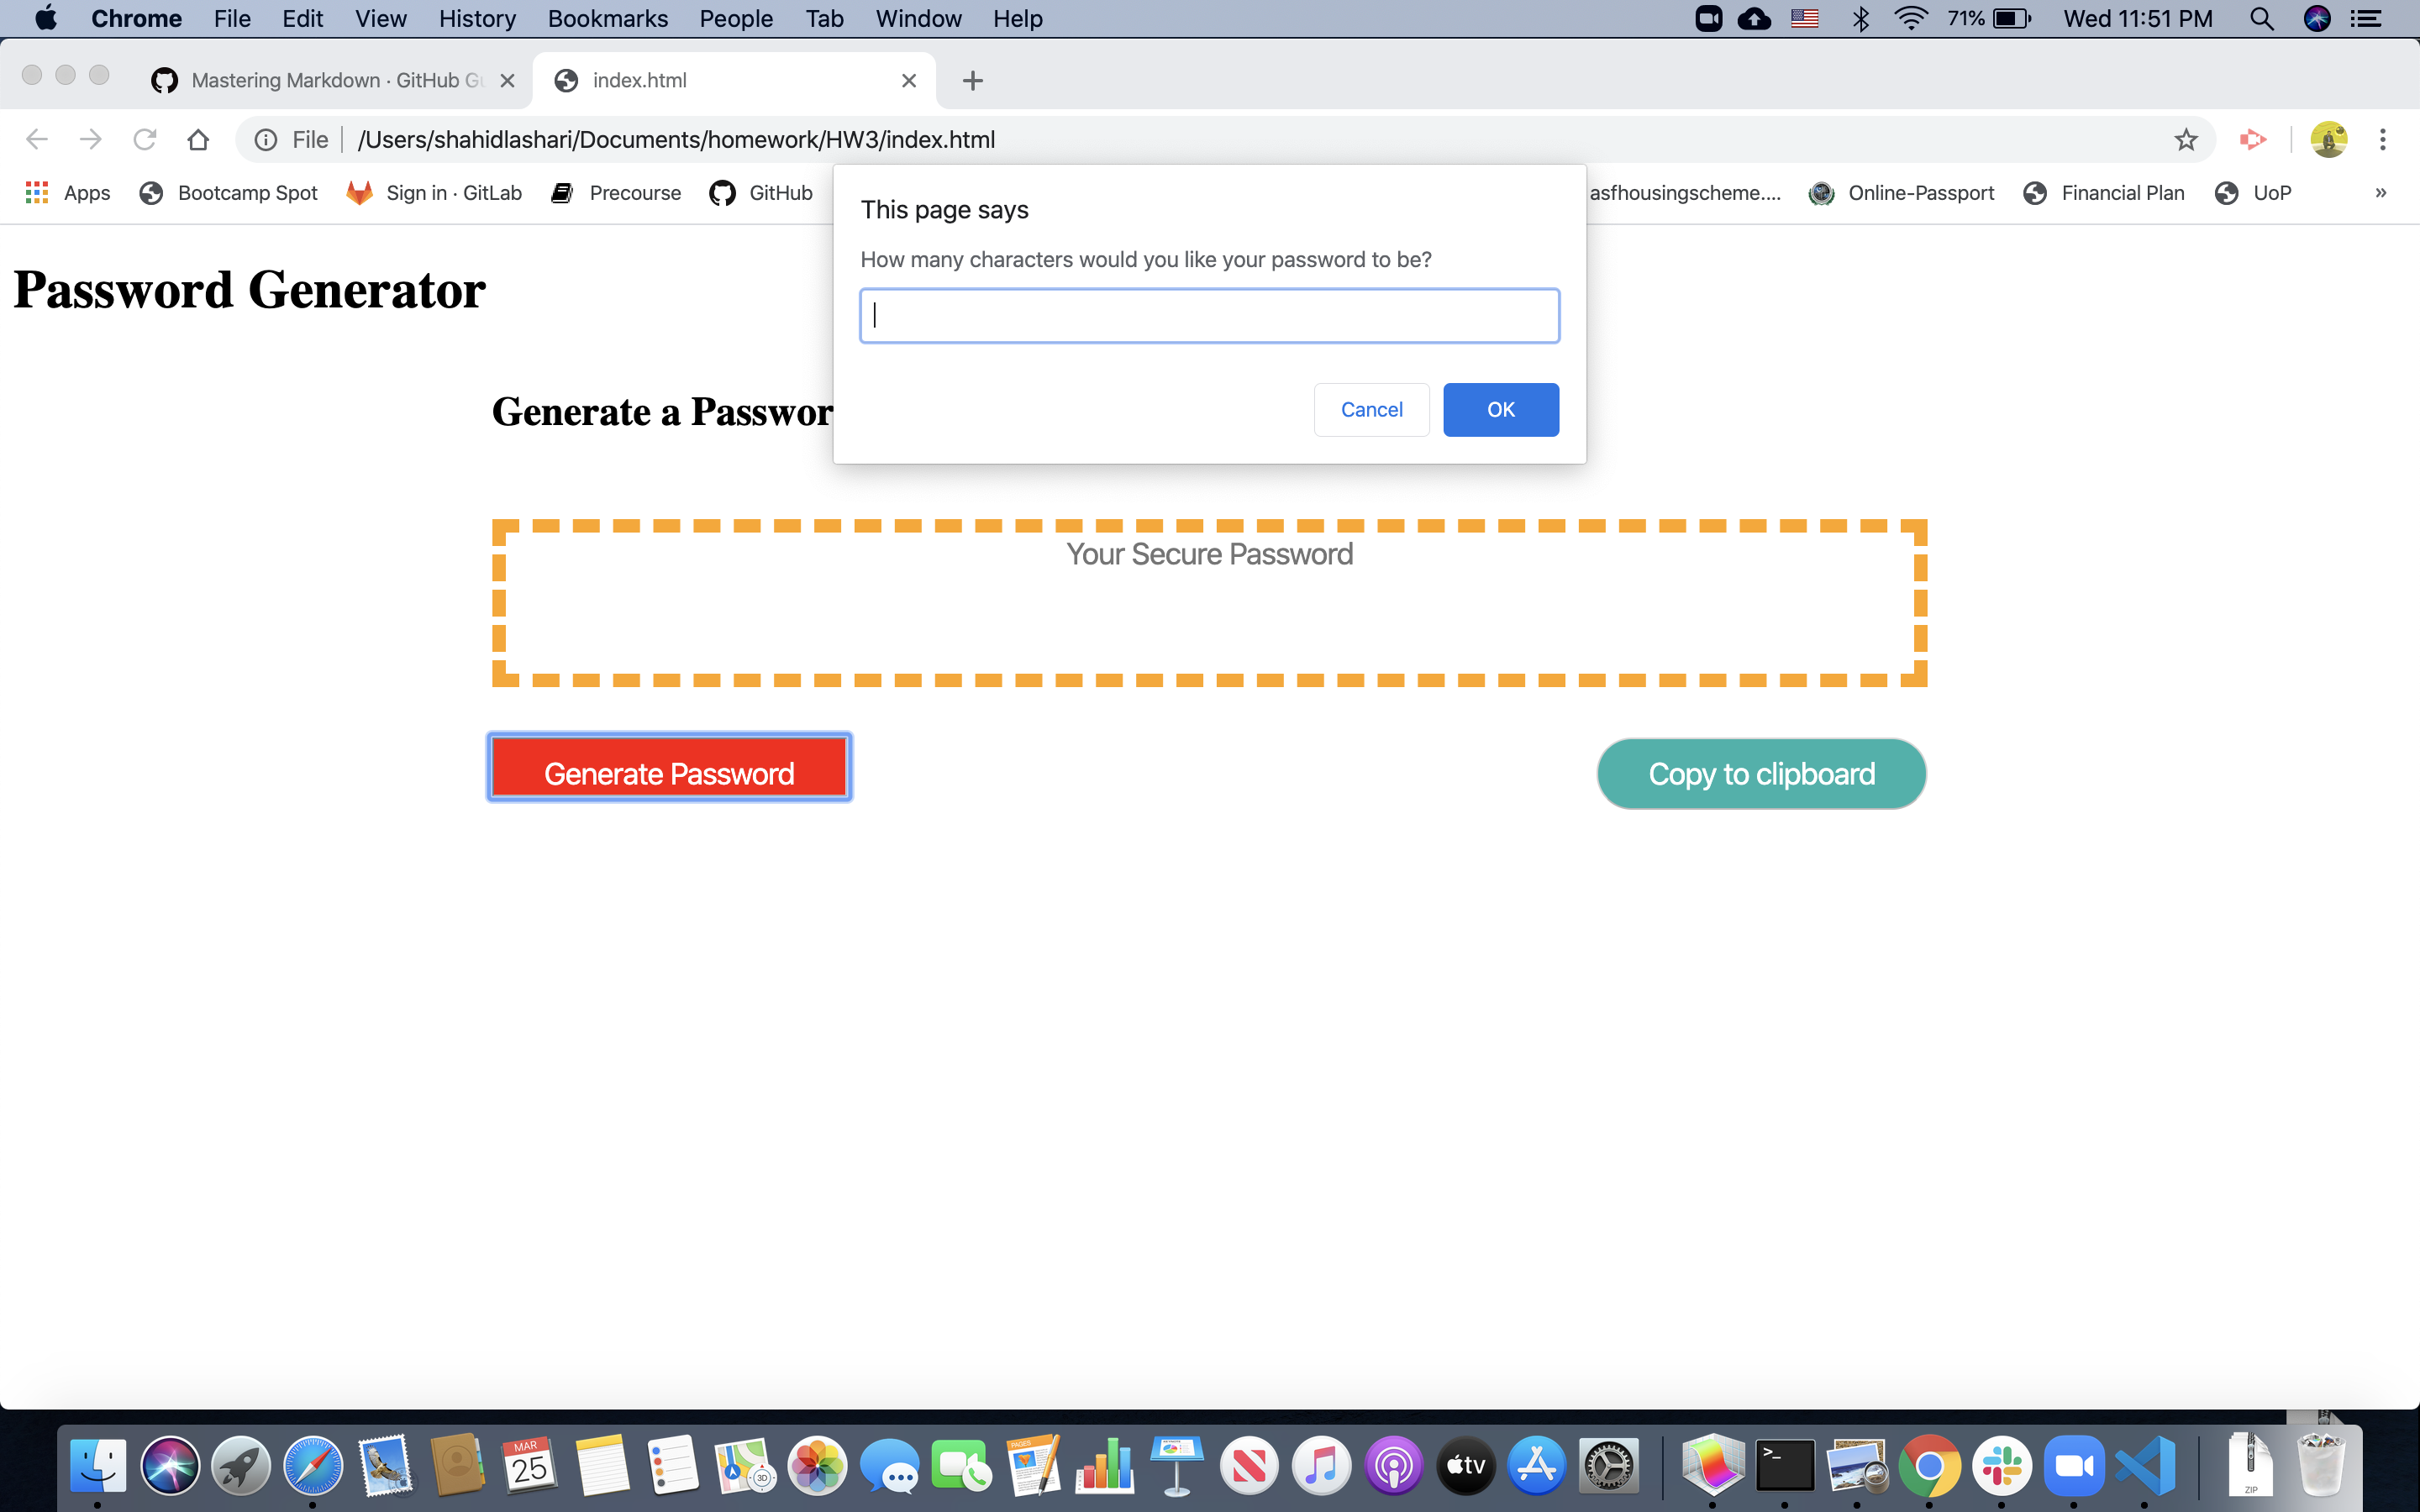 Chrome File Edit View History Bookmarks People Tab Window Help 71% Wed 11:51 PM
Mastering Markdown · GitHub Gu index.html
File /Users/shahidlashari/Documents/homework/HW3/index.html
Apps Bootcamp Spot Sign in · GitLab Precourse GitHub asfhousingscheme.... Online-Passport Financial Plan UoP »
This page says
How many characters would you like your password to be?
Cancel OK
Password Generator
Generate a Passwor
Your Secure Password
Generate Password Copy to clipboard
MAR
25
3D
PAGES
tv
>_
ZIP